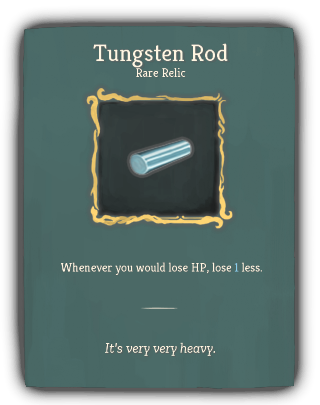 Tungsten Rod
Rare Relic
Whenever you would lose HP, lose 1 less.
It's very very heavy.